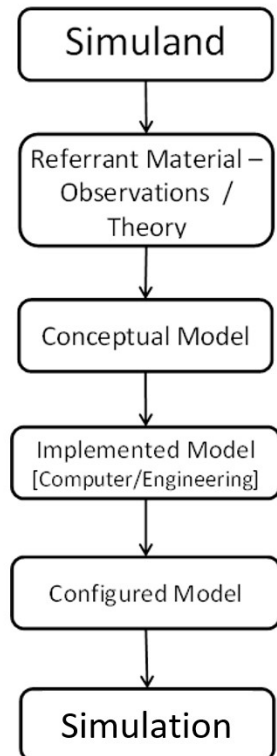 Simuland
Referrant Material –
Observations /
Theory
Conceptual Model
Implemented Model
[Computer/Engineering]
Configured Model
Simulation